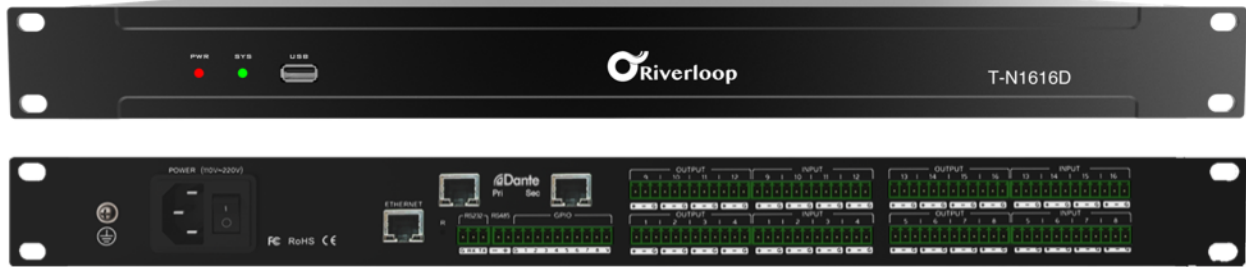 PWR SYS USB
Riverloop
T-N1616D
POWER (110V~220V)
FC RoHS CE
ETHERNET
Dante
Pri Sec
R
RS232 RS485 GPIO
OUTPUT INPUT OUTPUT INPUT
9 10 11 12 9 10 11 12 13 14 15 16 13 14 15 16
OUTPUT INPUT OUTPUT INPUT
1 2 3 4 1 2 3 4 5 6 7 8 5 6 7 8